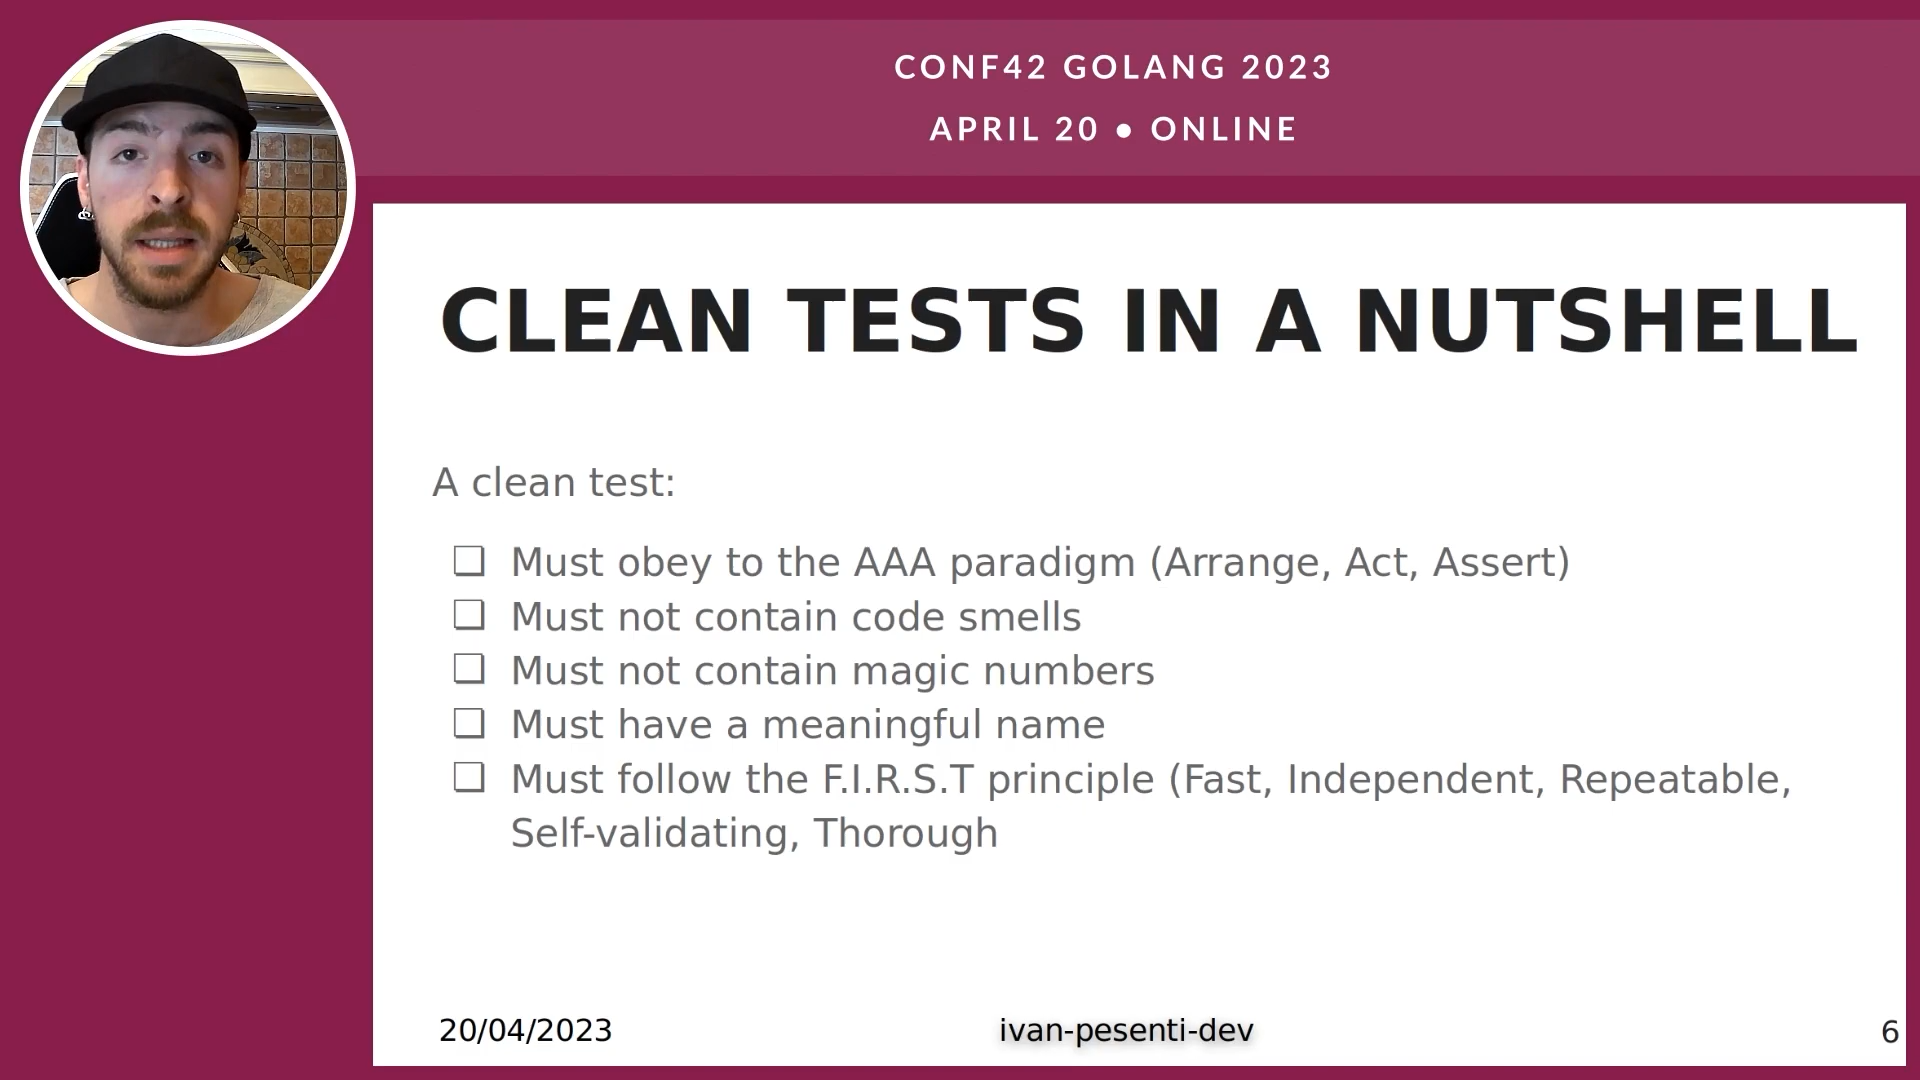 CONF42 GOLANG 2023
APRIL 20 ● ONLINE
CLEAN TESTS IN A NUTSHELL
A clean test:
❏ Must obey to the AAA paradigm (Arrange, Act, Assert)
❏ Must not contain code smells
❏ Must not contain magic numbers
❏ Must have a meaningful name
❏ Must follow the F.I.R.S.T principle (Fast, Independent, Repeatable,
Self-validating, Thorough
20/04/2023
ivan-pesenti-dev
6